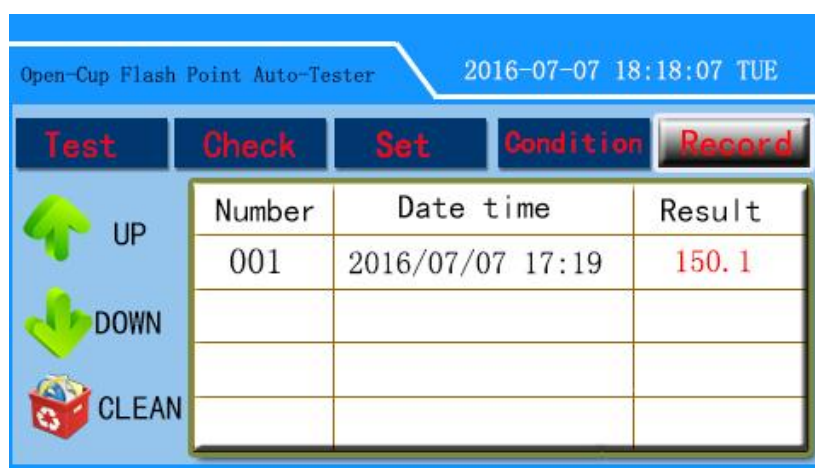 Open-Cup Flash Point Auto-Tester 2016-07-07 18:18:07 TUE
Test Check Set Condition Record
Number Date time Result
UP
001 2016/07/07 17:19 150.1
DOWN
CLEAN